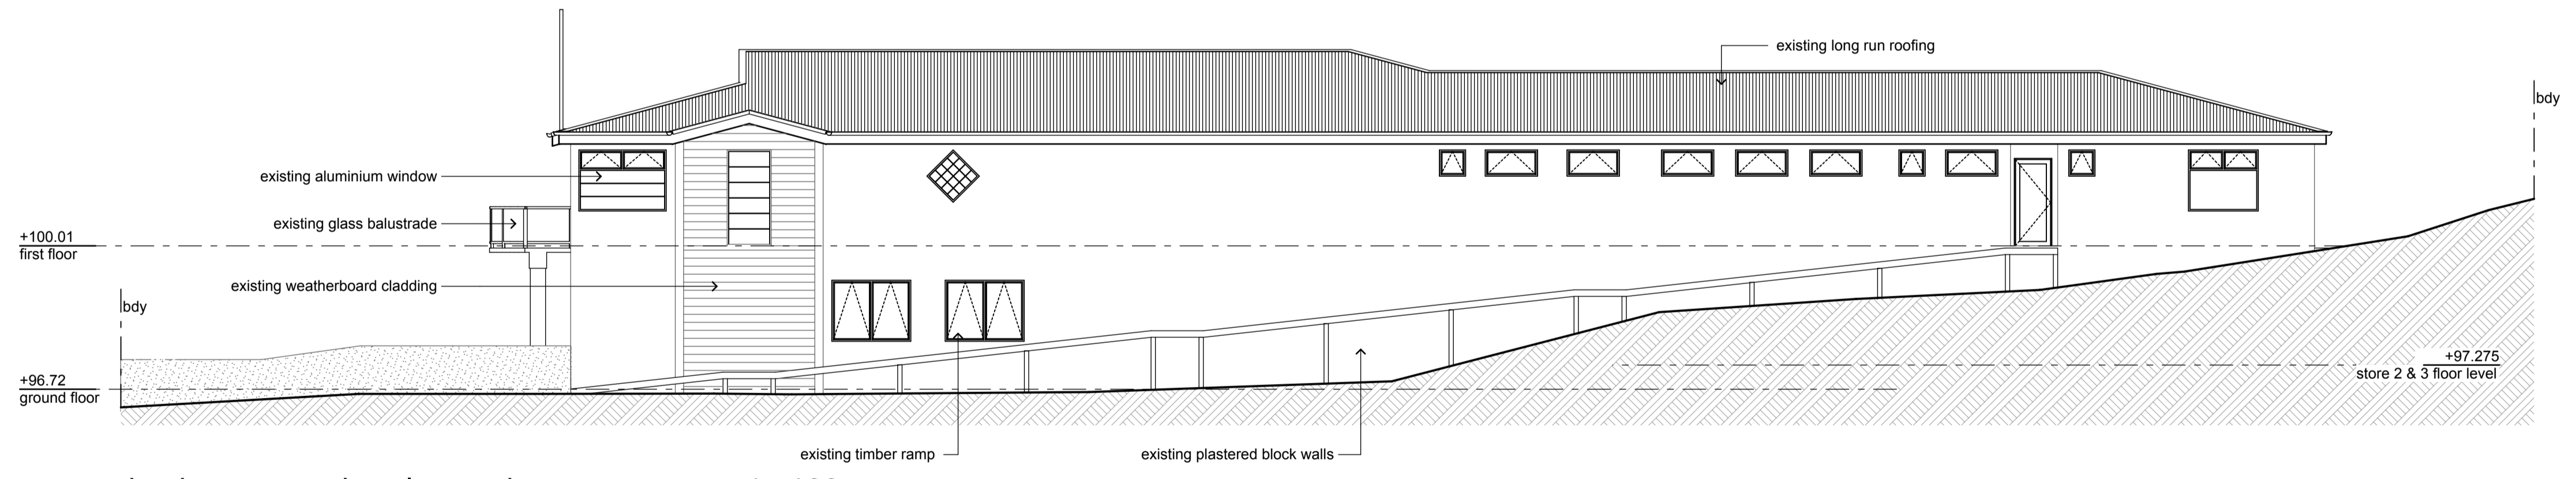 existing long run roofing
bdy
existing aluminium window
existing glass balustrade
+100.01
first floor
existing weatherboard cladding
bdy
+97.275
store 2 & 3 floor level
+96.72
ground floor
existing timber ramp
existing plastered block walls